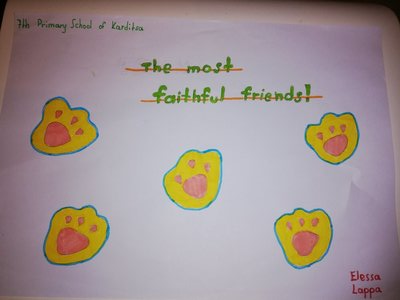 7th Primary School of Karditsa
The most
faithful friends!
Elessa
Lappa